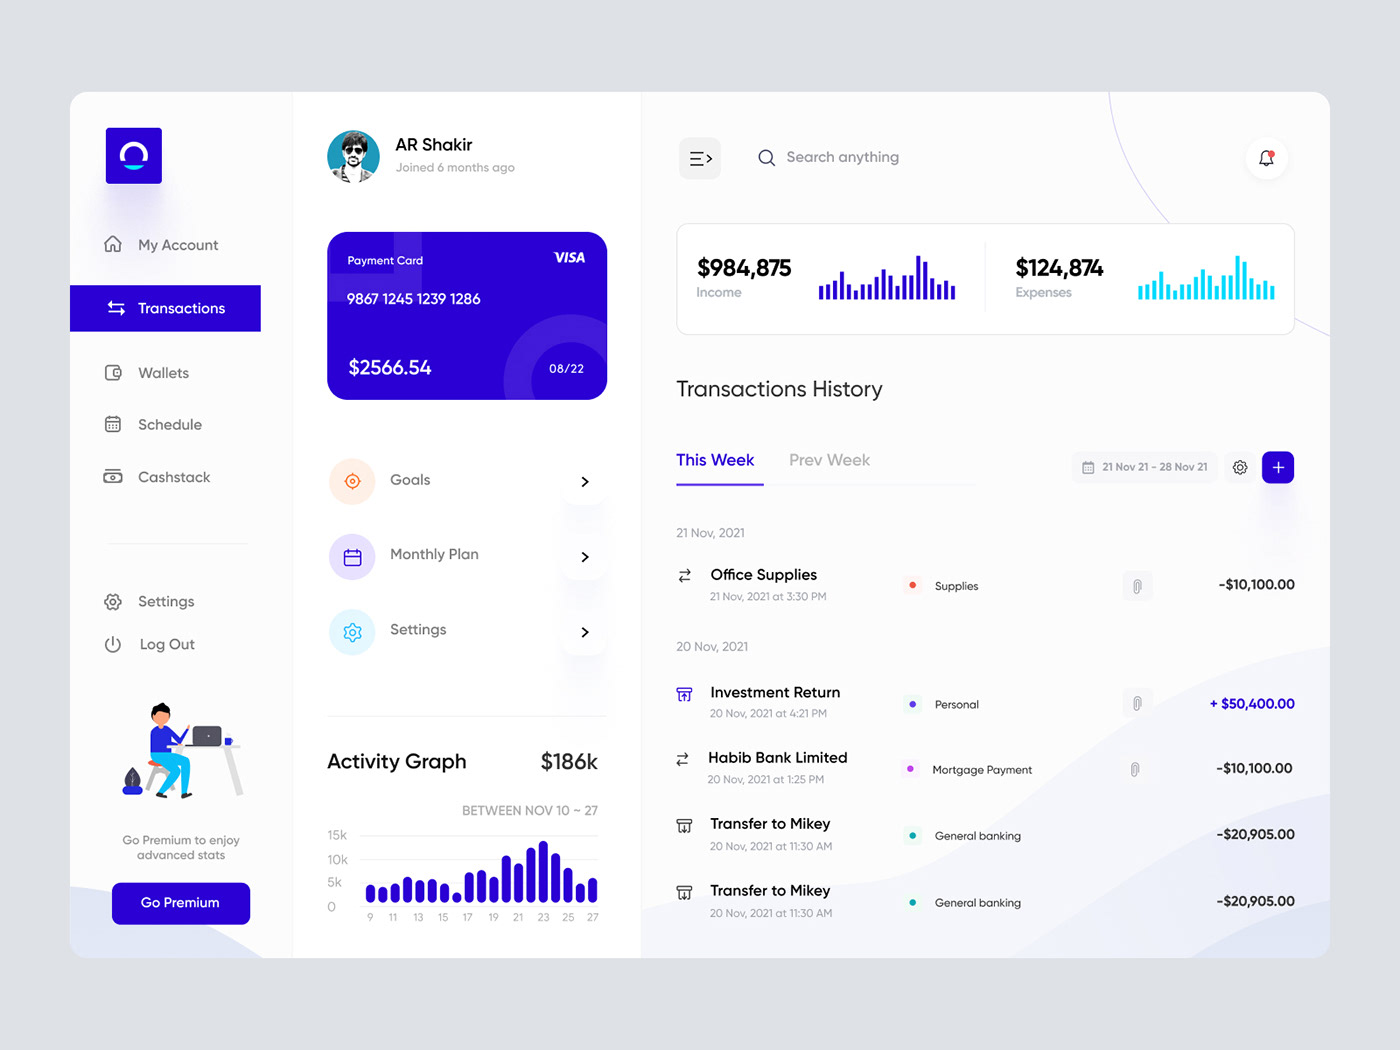 My Account
Transactions
Wallets
Schedule
Cashstack
Settings
Log Out
Go Premium to enjoy
advanced stats
Go Premium
AR Shakir
Joined 6 months ago
Payment Card
VISA
9867 1245 1239 1286
$2566.54
08/22
Goals
Monthly Plan
Settings
Activity Graph
$186k
BETWEEN NOV 10 ~ 27
15k
10k
5k
0
9 11 13 15 17 19 21 23 25 27
Search anything
$984,875
Income
$124,874
Expenses
Transactions History
This Week
Prev Week
21 Nov 21 - 28 Nov 21
21 Nov, 2021
Office Supplies
21 Nov, 2021 at 3:30 PM
Supplies
-$10,100.00
20 Nov, 2021
Investment Return
20 Nov, 2021 at 4:21 PM
Personal
+ $50,400.00
Habib Bank Limited
20 Nov, 2021 at 1:25 PM
Mortgage Payment
-$10,100.00
Transfer to Mikey
20 Nov, 2021 at 11:30 AM
General banking
-$20,905.00
Transfer to Mikey
20 Nov, 2021 at 11:30 AM
General banking
-$20,905.00